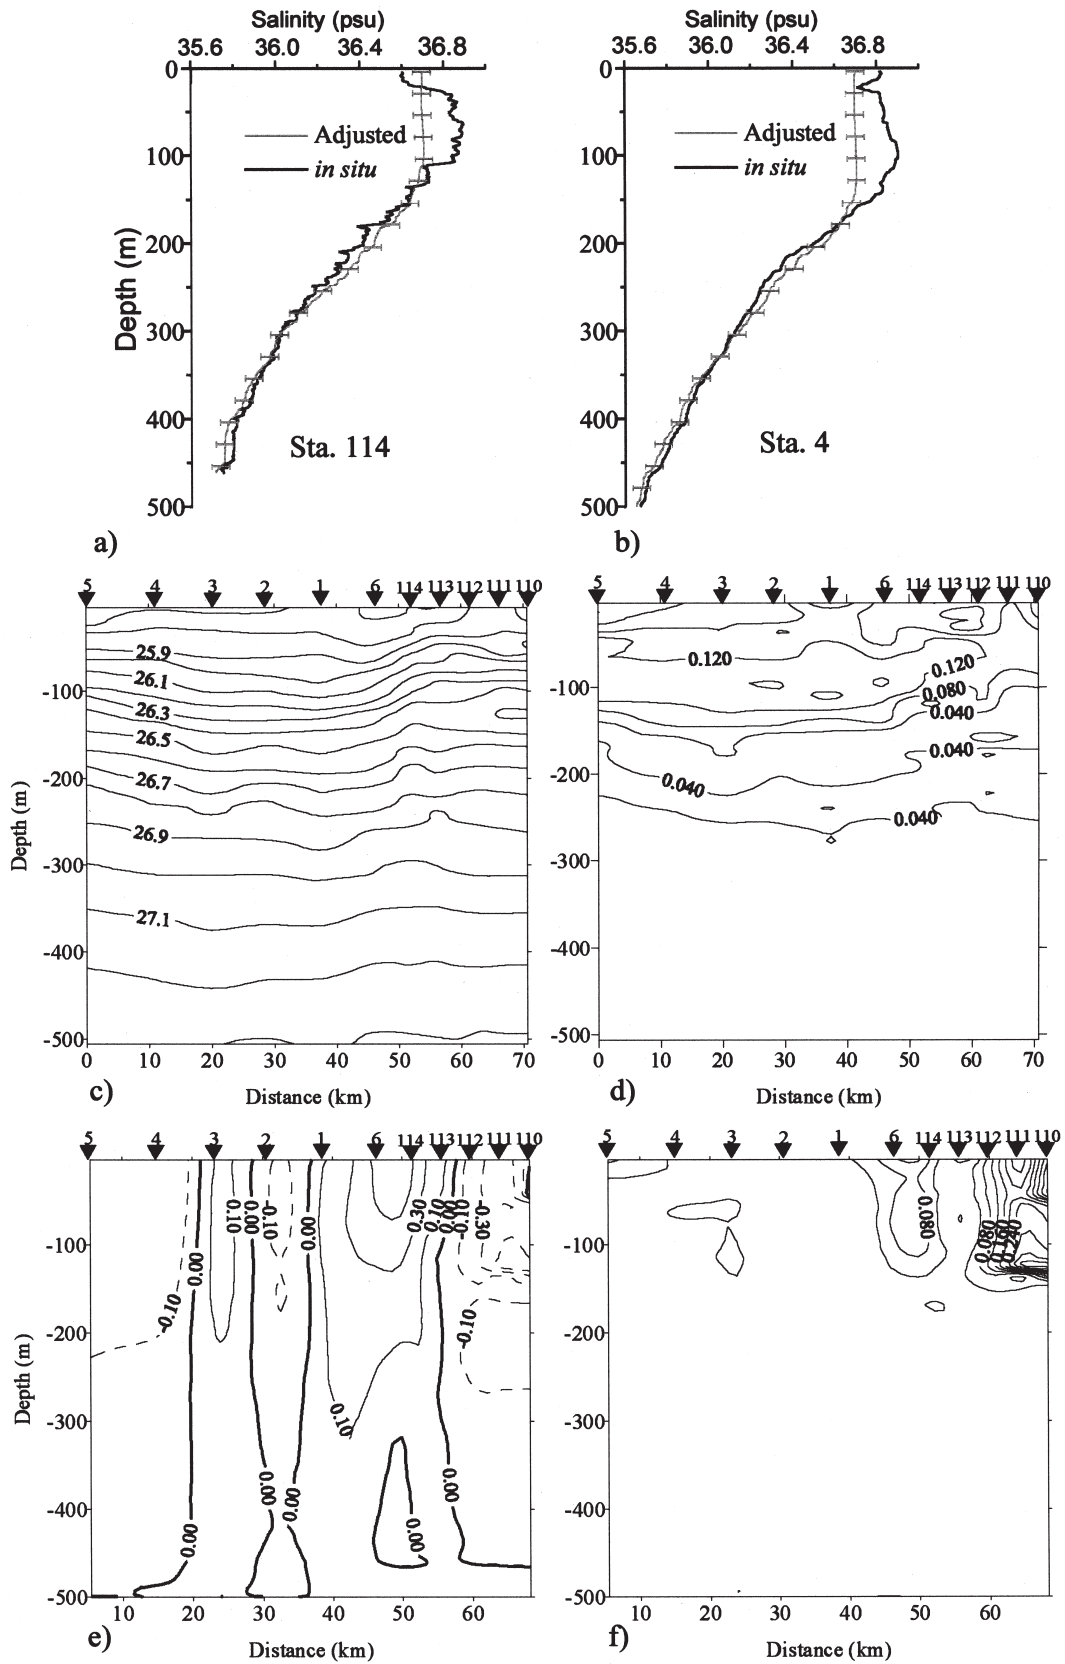 Salinity (psu)
35.6 36.0 36.4 36.8
0
100
200
300
400
500
Depth (m)
Adjusted
in situ
Sta. 114
a)
Salinity (psu)
35.6 36.0 36.4 36.8
0
100
200
300
400
500
Adjusted
in situ
Sta. 4
b)
5 4 3 2 1 6 114 113 112 111 110
25.9
26.1
26.3
26.5
26.7
26.9
27.1
-100
-200
-300
-400
-500
Depth (m)
0 10 20 30 40 50 60 70
Distance (km)
c)
5 4 3 2 1 6 114 113 112 111 110
0.120
0.120
0.080
0.040
0.040
0.040
0.040
-100
-200
-300
-400
-500
0 10 20 30 40 50 60 70
Distance (km)
d)
5 4 3 2 1 6 114 113 112 111 110
0.10 0.00 -0.10 0.00 0.30 0.10 0.00 -0.10 -0.30
0.00
-0.10
-0.10
0.10
0.00 0.00 0.00
0.00 0.00
-100
-200
-300
-400
-500
Depth (m)
10 20 30 40 50 60
Distance (km)
e)
5 4 3 2 1 6 114 113 112 111 110
0.080
0.080 0.160 0.240
-100
-200
-300
-400
-500
10 20 30 40 50 60
Distance (km)
f)